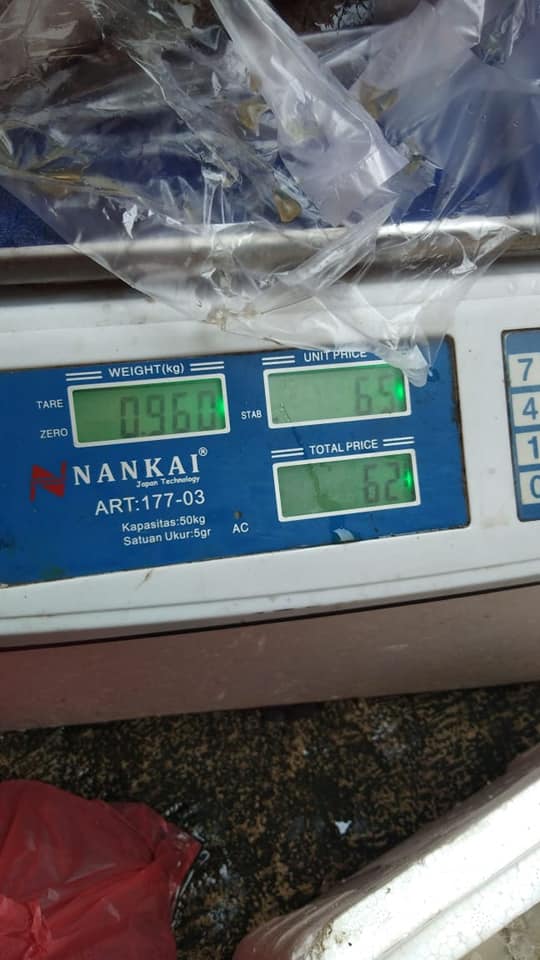 WEIGHT(kg)
UNIT PRICE
TARE
ZERO
0.960
STAB
65
TOTAL PRICE
62
NANKAI®
Japan Technology
ART:177-03
Kapasitas:50kg
Satuan Ukur:5gr
AC
7
4
1
0